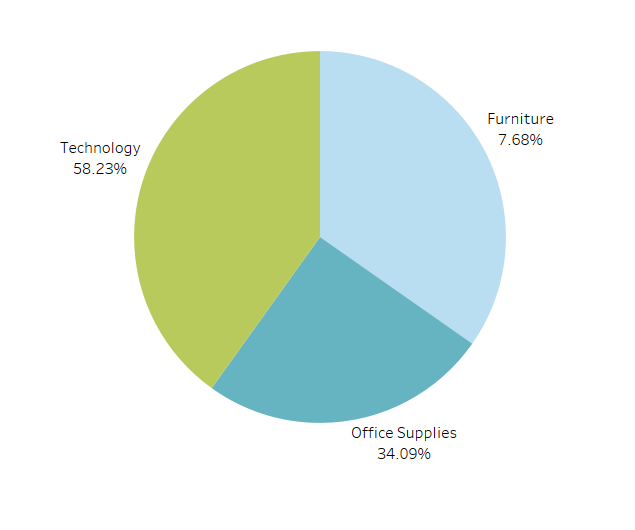 Furniture
7.68%
Technology
58.23%
Office Supplies
34.09%